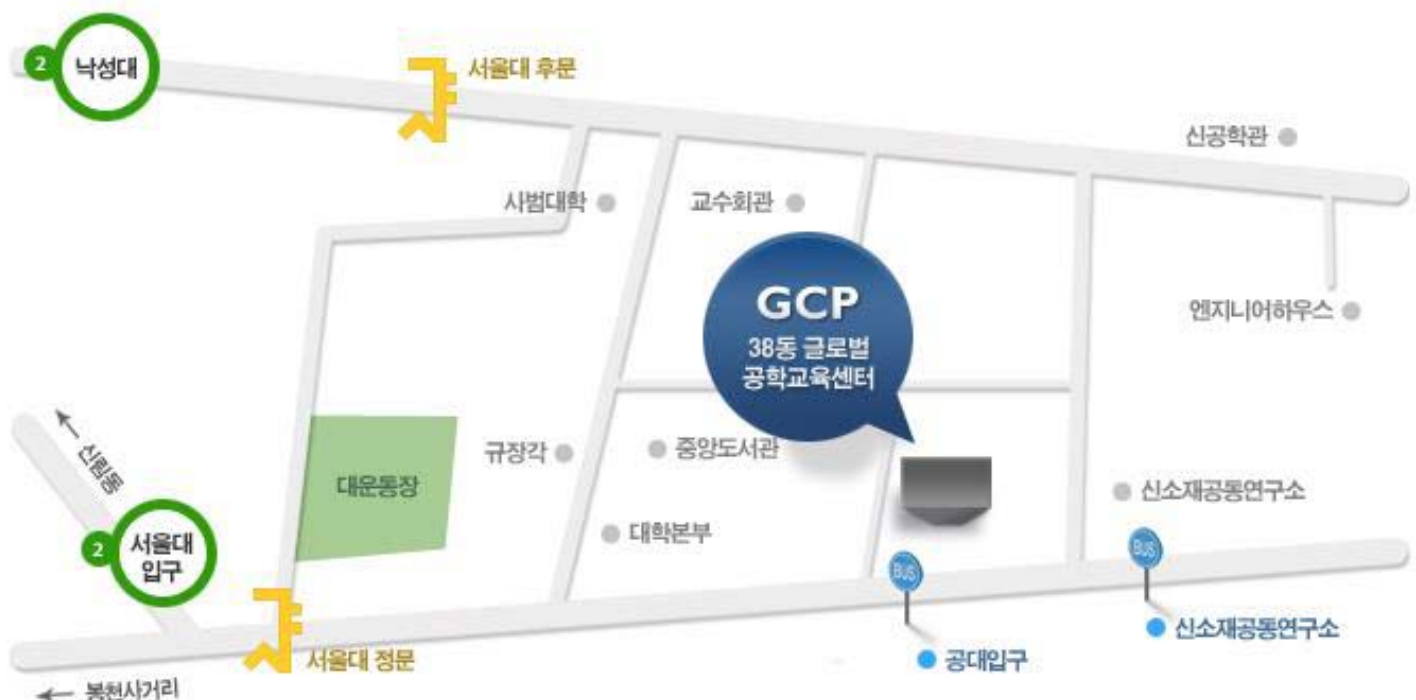 2
낙성대
서울대 후문
신공학관
사범대학
교수회관
GCP
38동 글로벌
공학교육센터
엔지니어하우스
← 신림동
규장각
중앙도서관
대운동장
신소재공동연구소
2
서울대
입구
대학본부
BUS
BUS
신소재공동연구소
서울대 정문
공대입구
← 봉천사거리